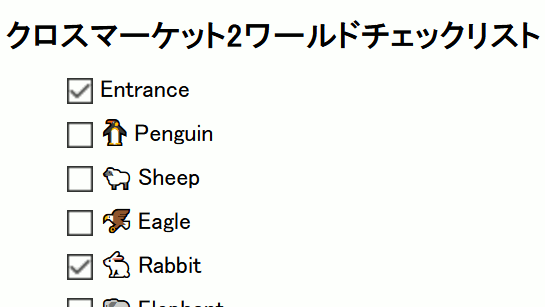 クロスマーケット2ワールドチェックリスト
Entrance
Penguin
Sheep
Eagle
Rabbit
Elephant